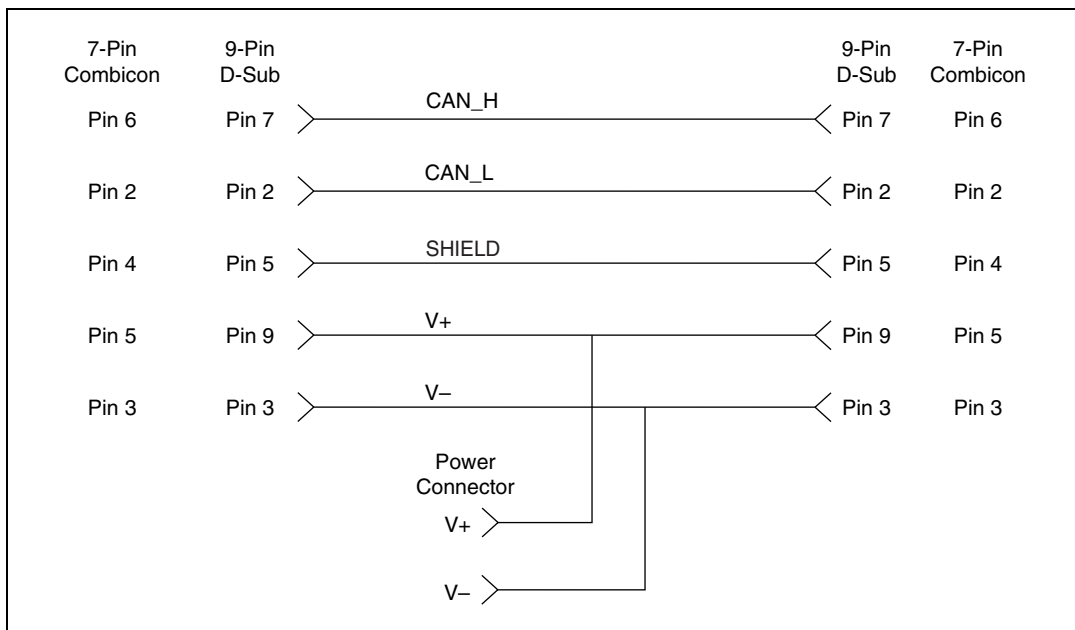 7-Pin Combicon 9-Pin D-Sub 9-Pin D-Sub 7-Pin Combicon
CAN_H
Pin 6 Pin 7 Pin 7 Pin 6
CAN_L
Pin 2 Pin 2 Pin 2 Pin 2
SHIELD
Pin 4 Pin 5 Pin 5 Pin 4
V+
Pin 5 Pin 9 Pin 9 Pin 5
V–
Pin 3 Pin 3 Pin 3 Pin 3
Power
Connector
V+
V–